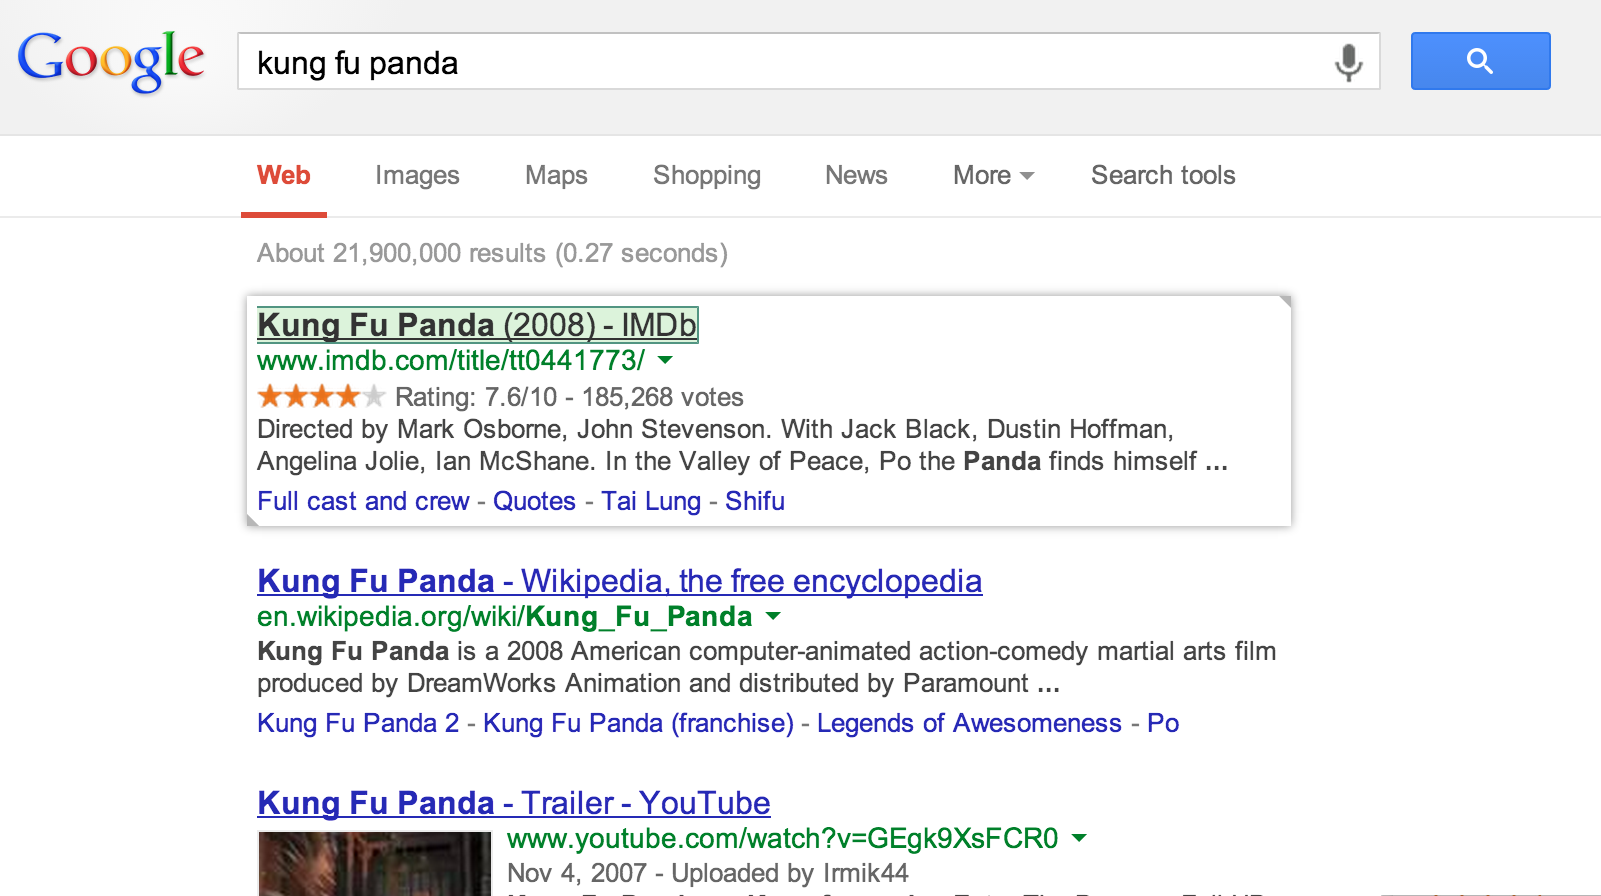 Google
kung fu panda
Web Images Maps Shopping News More Search tools
About 21,900,000 results (0.27 seconds)
Kung Fu Panda (2008) - IMDb
www.imdb.com/title/tt0441773/
Rating: 7.6/10 - 185,268 votes
Directed by Mark Osborne, John Stevenson. With Jack Black, Dustin Hoffman,
Angelina Jolie, Ian McShane. In the Valley of Peace, Po the Panda finds himself ...
Full cast and crew - Quotes - Tai Lung - Shifu
Kung Fu Panda - Wikipedia, the free encyclopedia
en.wikipedia.org/wiki/Kung_Fu_Panda
Kung Fu Panda is a 2008 American computer-animated action-comedy martial arts film
produced by DreamWorks Animation and distributed by Paramount ...
Kung Fu Panda 2 - Kung Fu Panda (franchise) - Legends of Awesomeness - Po
Kung Fu Panda - Trailer - YouTube
www.youtube.com/watch?v=GEgk9XsFCR0
Nov 4, 2007 - Uploaded by Irmik44